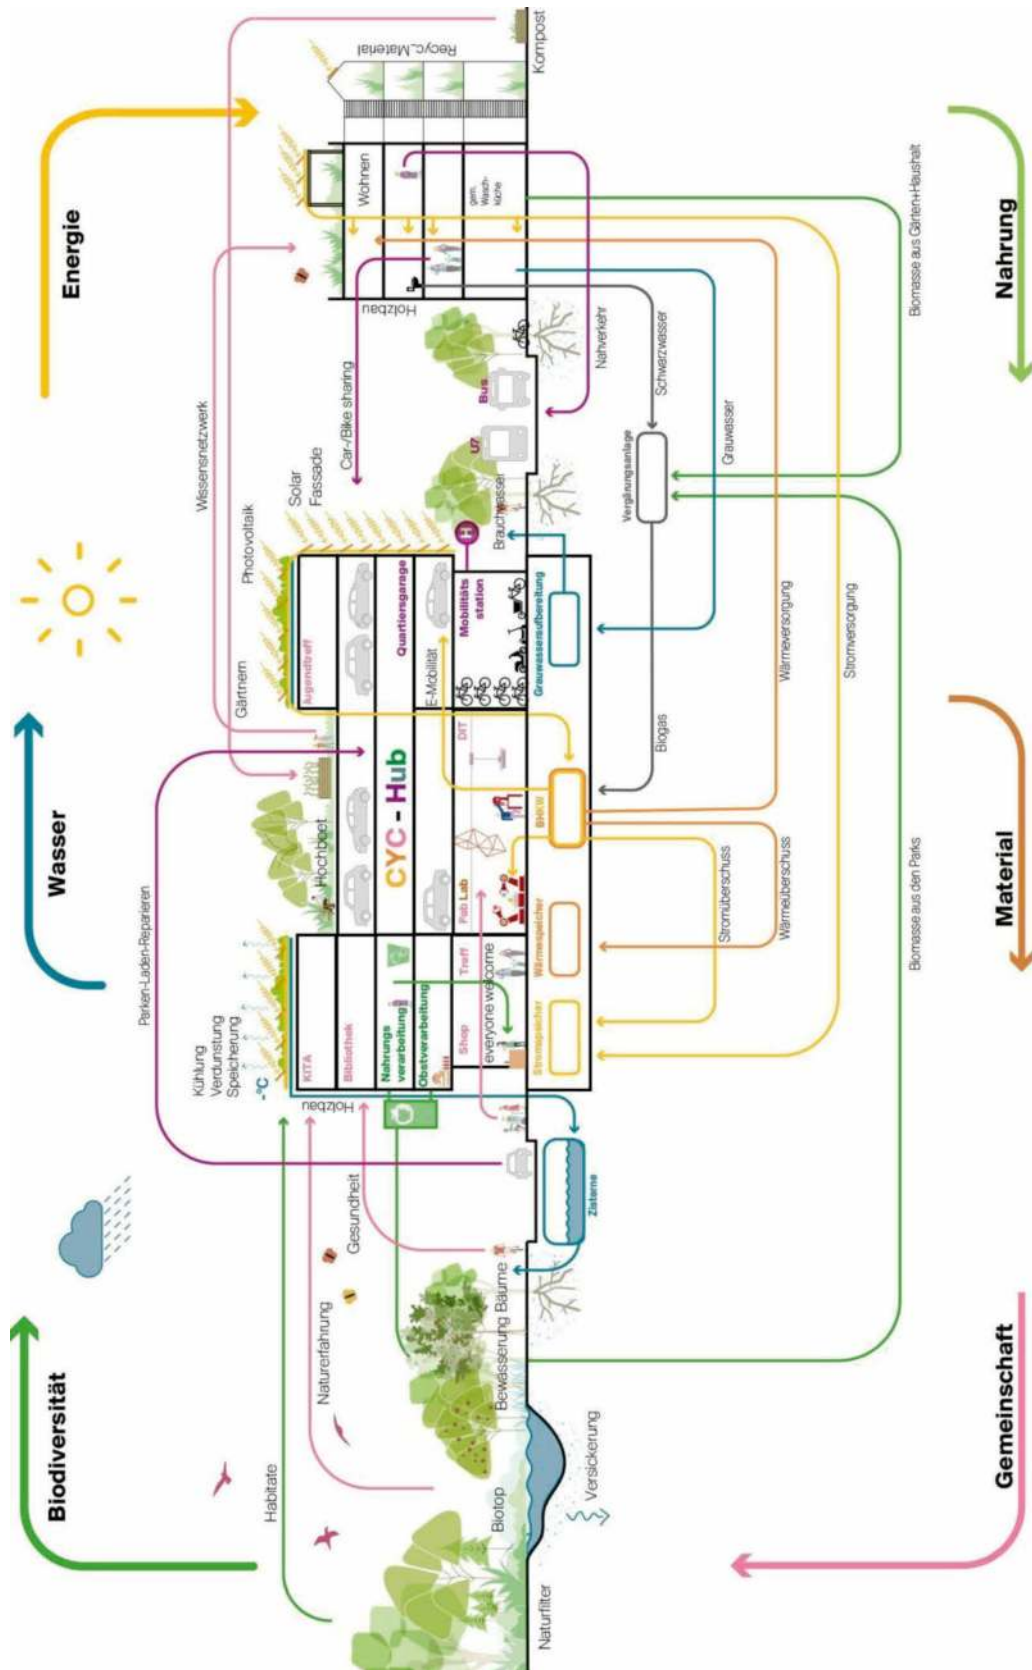 Biodiversität
Wasser
Energie
Habitate
Naturerfahrung
Gesundheit
Kühlung
Verdunstung
Speicherung
-°C
Parken-Laden-Reparieren
Gärtnern
Photovoltaik
Wissensnetzwerk
Solar
Fassade
Car-/Bike sharing
Holzbau
KITA
Bibliothek
Nahrungs
verarbeitung
Obstverarbeitung
Shop
Treff
everyone welcome
Hochbeet
CYC - Hub
Fab Lab
DIT
Jugendtreff
Quartiersgarage
E-Mobilität
Mobilitäts
station
H
Brauchwasser
U7
Bus
Holzbau
Wohnen
gem.
Wasch-
küche
Recyc_Material
Kompost
Naturfilter
Biotop
Bewässerung Bäume
Versickerung
Zisterne
Stromspeicher
Wärmespeicher
BHKW
Grauwasseraufbereitung
Vergärungsanlage
Nahverkehr
Schwarzwasser
Grauwasser
Biogas
Stromüberschuss
Wärmeüberschuss
Wärmeversorgung
Stromversorgung
Biomasse aus den Parks
Biomasse aus Gärten+Haushalt
Gemeinschaft
Material
Nahrung